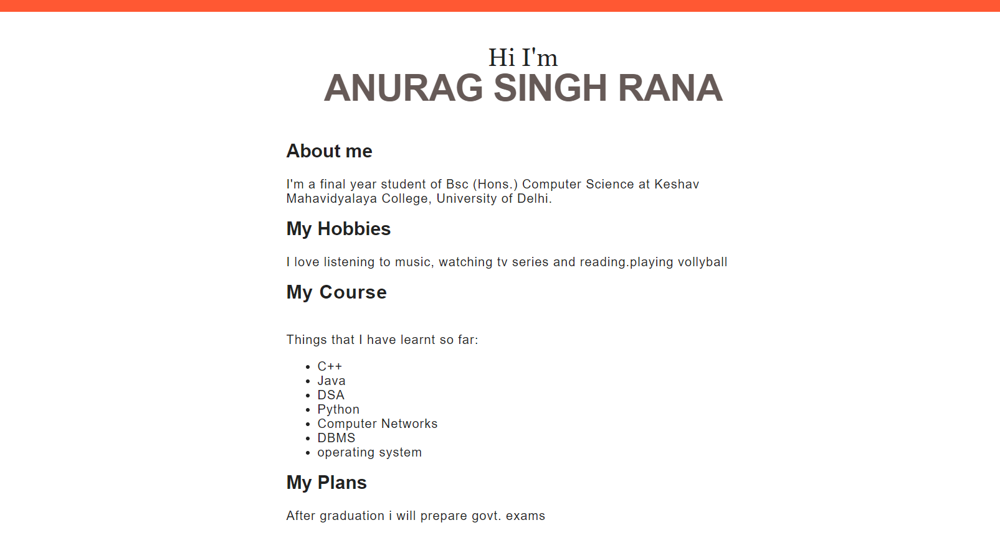 Hi I'm
ANURAG SINGH RANA
About me
I'm a final year student of Bsc (Hons.) Computer Science at Keshav
Mahavidyalaya College, University of Delhi.
My Hobbies
I love listening to music, watching tv series and reading.playing vollyball
My Course
Things that I have learnt so far:
• C++
• Java
• DSA
• Python
• Computer Networks
• DBMS
• operating system
My Plans
After graduation i will prepare govt. exams